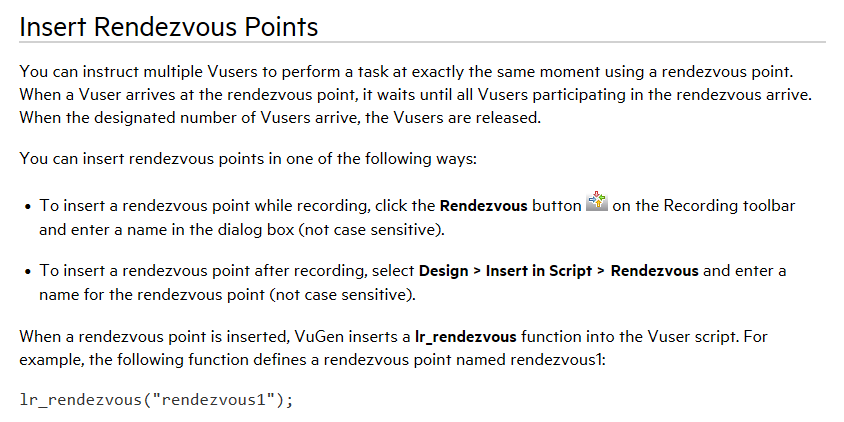 Insert Rendezvous Points
You can instruct multiple Vusers to perform a task at exactly the same moment using a rendezvous point.
When a Vuser arrives at the rendezvous point, it waits until all Vusers participating in the rendezvous arrive.
When the designated number of Vusers arrive, the Vusers are released.
You can insert rendezvous points in one of the following ways:
• To insert a rendezvous point while recording, click the Rendezvous button on the Recording toolbar
and enter a name in the dialog box (not case sensitive).
• To insert a rendezvous point after recording, select Design > Insert in Script > Rendezvous and enter a
name for the rendezvous point (not case sensitive).
When a rendezvous point is inserted, VuGen inserts a lr_rendezvous function into the Vuser script. For
example, the following function defines a rendezvous point named rendezvous1:
lr_rendezvous("rendezvous1");